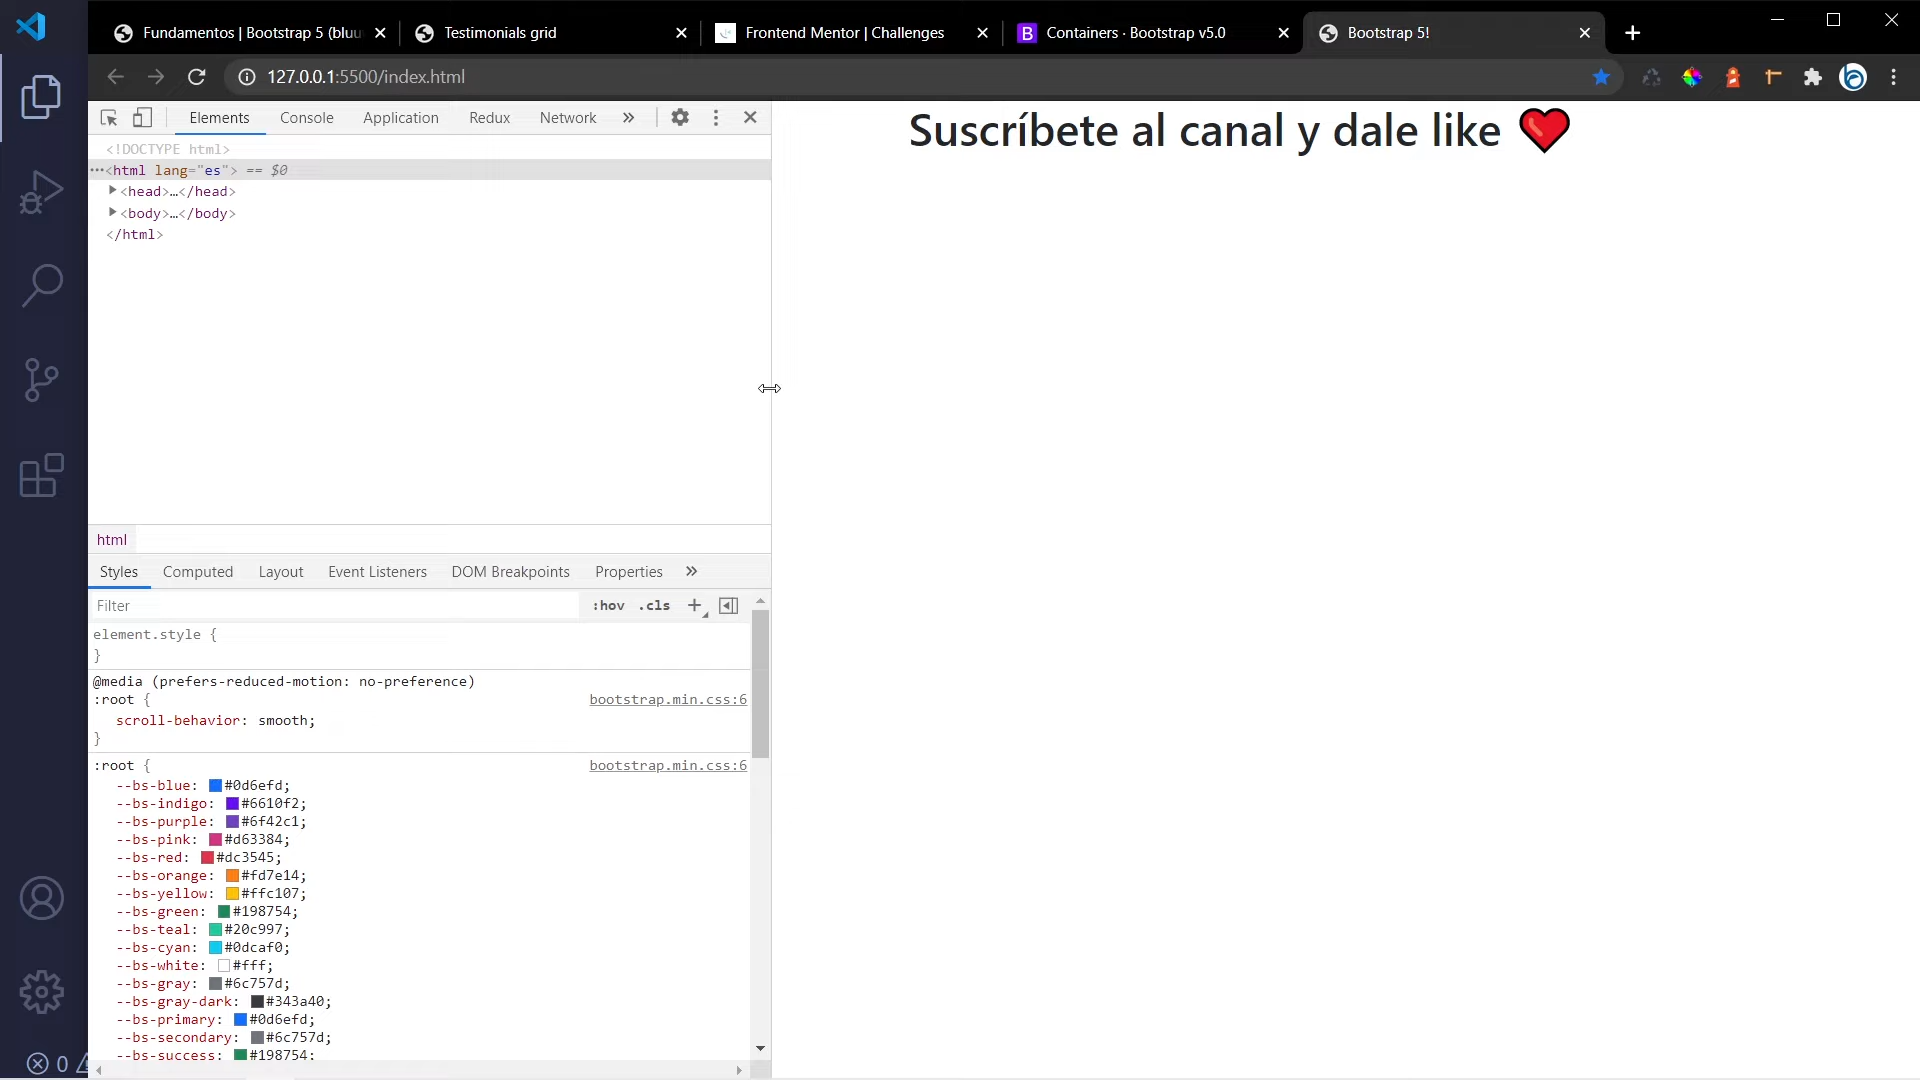 Fundamentos | Bootstrap 5 (bluu
Testimonials grid
Frontend Mentor | Challenges
B Containers · Bootstrap v5.0
Bootstrap 5!
127.0.0.1:5500/index.html
Elements Console Application Redux Network »
Suscríbete al canal y dale like ❤️
<!DOCTYPE html>
···<html lang="es"> == $0
<head>…</head>
<body>…</body>
</html>
html
Styles Computed Layout Event Listeners DOM Breakpoints Properties »
Filter :hov .cls +
element.style {
}
@media (prefers-reduced-motion: no-preference)
:root { bootstrap.min.css:6
scroll-behavior: smooth;
}
:root { bootstrap.min.css:6
--bs-blue: #0d6efd;
--bs-indigo: #6610f2;
--bs-purple: #6f42c1;
--bs-pink: #d63384;
--bs-red: #dc3545;
--bs-orange: #fd7e14;
--bs-yellow: #ffc107;
--bs-green: #198754;
--bs-teal: #20c997;
--bs-cyan: #0dcaf0;
--bs-white: #fff;
--bs-gray: #6c757d;
--bs-gray-dark: #343a40;
--bs-primary: #0d6efd;
--bs-secondary: #6c757d;
--bs-success: #198754;
0